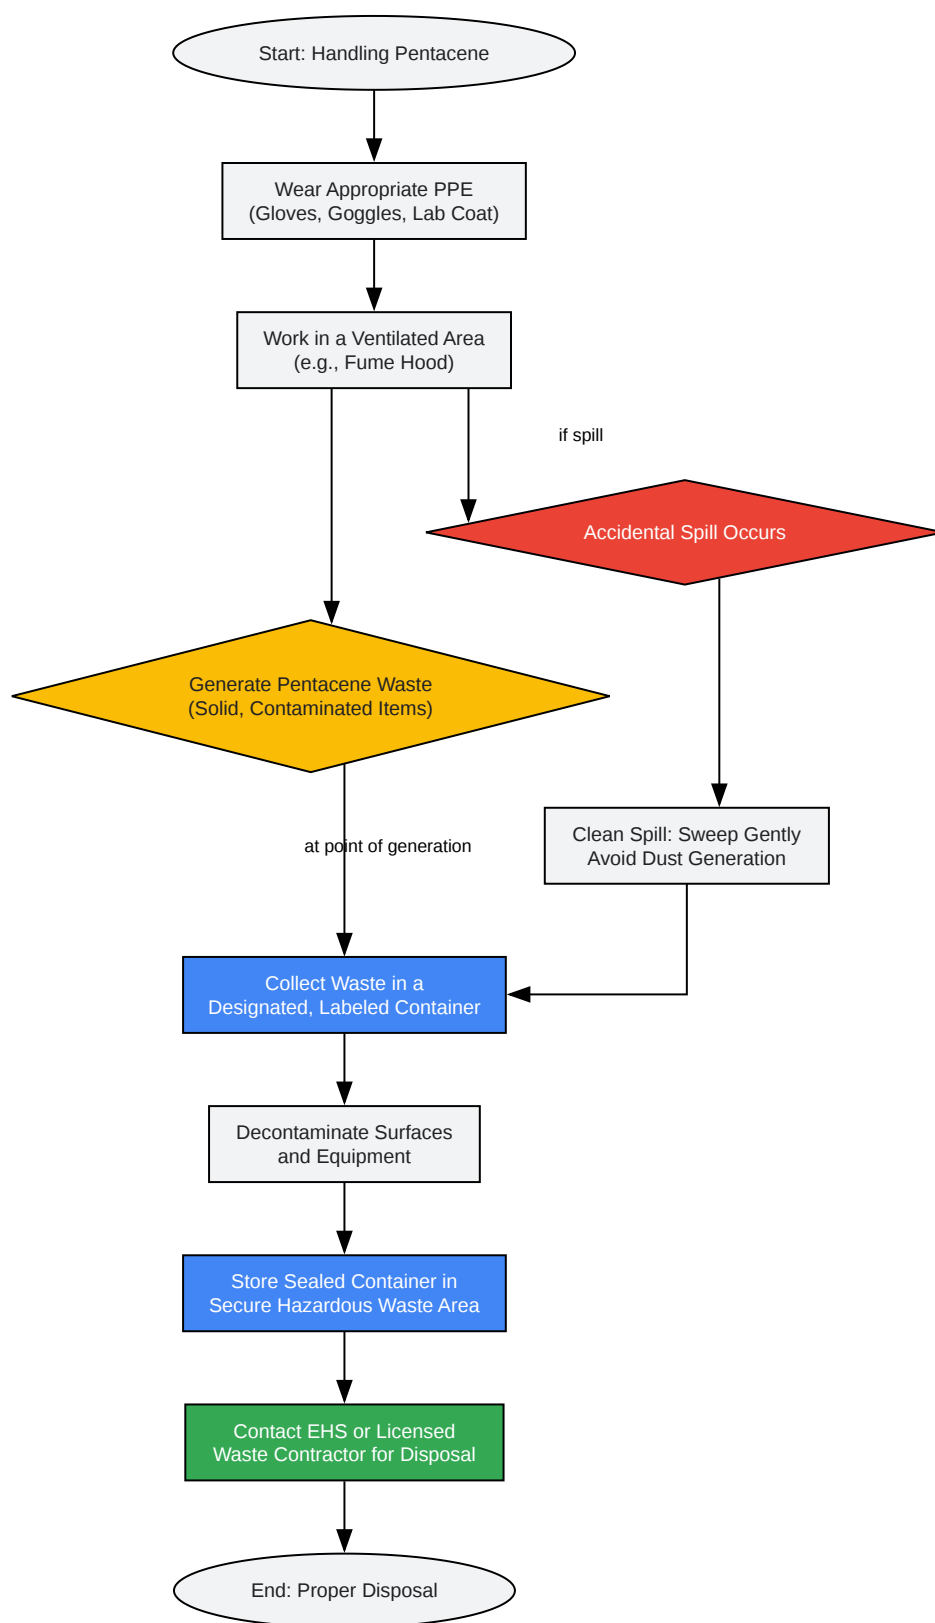 Start: Handling Pentacene
Wear Appropriate PPE
(Gloves, Goggles, Lab Coat)
Work in a Ventilated Area
(e.g., Fume Hood)
if spill
Accidental Spill Occurs
Generate Pentacene Waste
(Solid, Contaminated Items)
at point of generation
Clean Spill: Sweep Gently
Avoid Dust Generation
Collect Waste in a
Designated, Labeled Container
Decontaminate Surfaces
and Equipment
Store Sealed Container in
Secure Hazardous Waste Area
Contact EHS or Licensed
Waste Contractor for Disposal
End: Proper Disposal